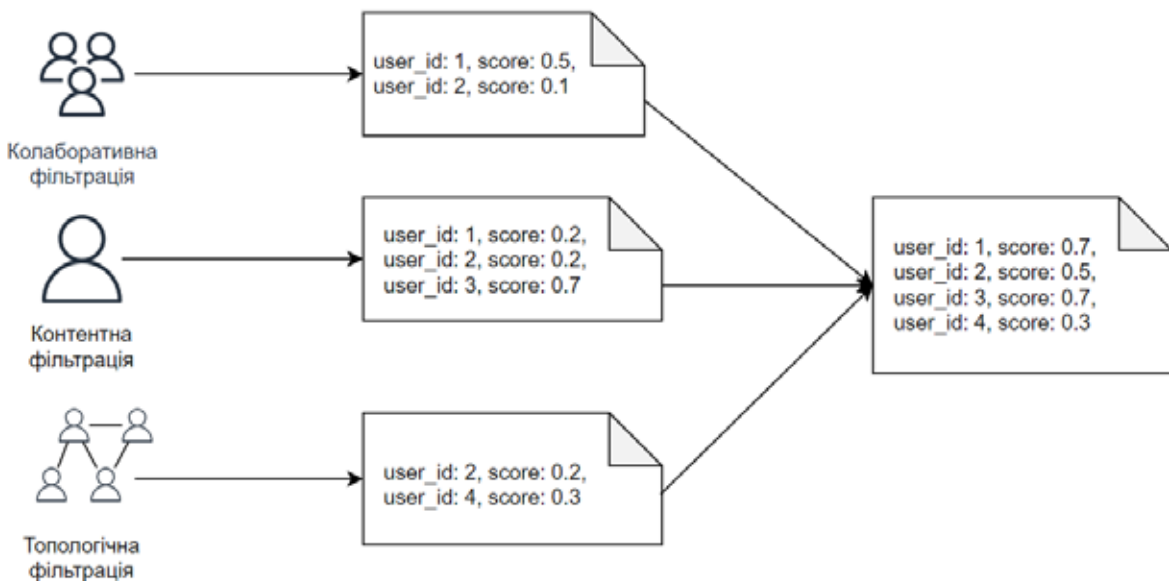 Колаборативна
фільтрація
user_id: 1, score: 0.5,
user_id: 2, score: 0.1
Контентна
фільтрація
user_id: 1, score: 0.2,
user_id: 2, score: 0.2,
user_id: 3, score: 0.7
Топологічна
фільтрація
user_id: 2, score: 0.2,
user_id: 4, score: 0.3
user_id: 1, score: 0.7,
user_id: 2, score: 0.5,
user_id: 3, score: 0.7,
user_id: 4, score: 0.3